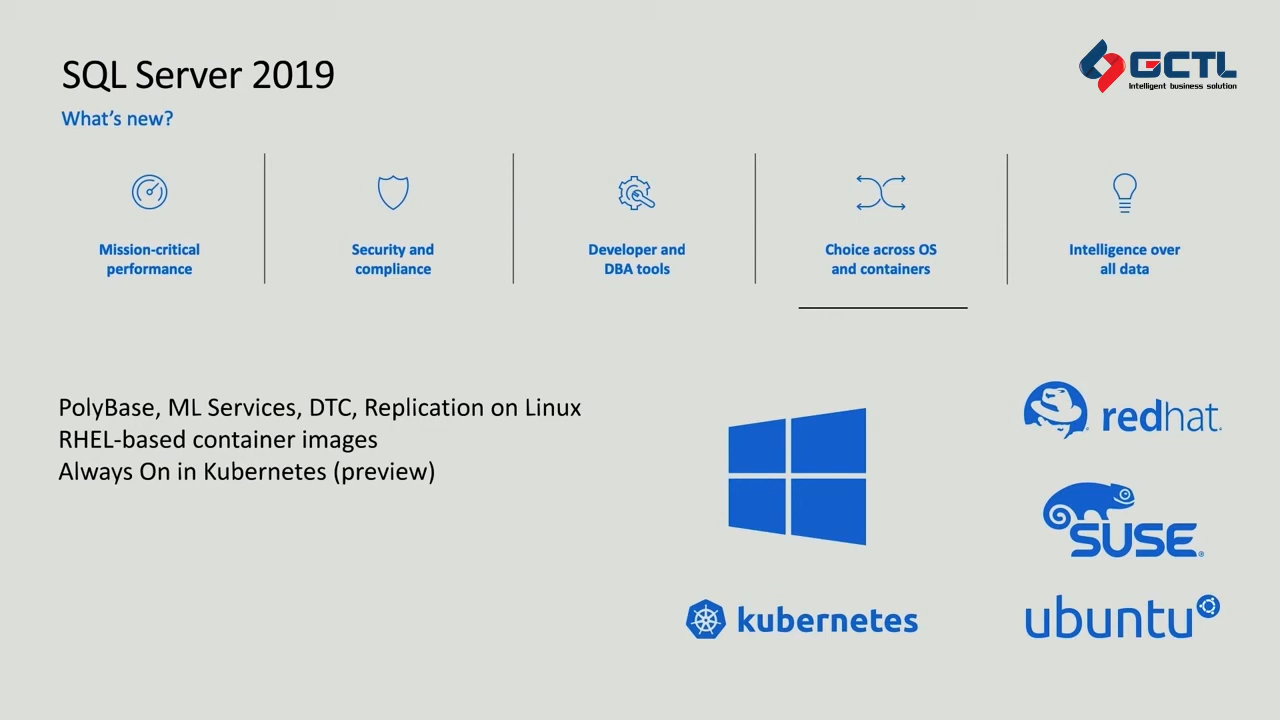 SQL Server 2019
GCTL
Intelligent business solution
What's new?
Mission-critical
performance
Security and
compliance
Developer and
DBA tools
Choice across OS
and containers
Intelligence over
all data
PolyBase, ML Services, DTC, Replication on Linux
RHEL-based container images
Always On in Kubernetes (preview)
redhat.
SUSE
kubernetes
ubuntu